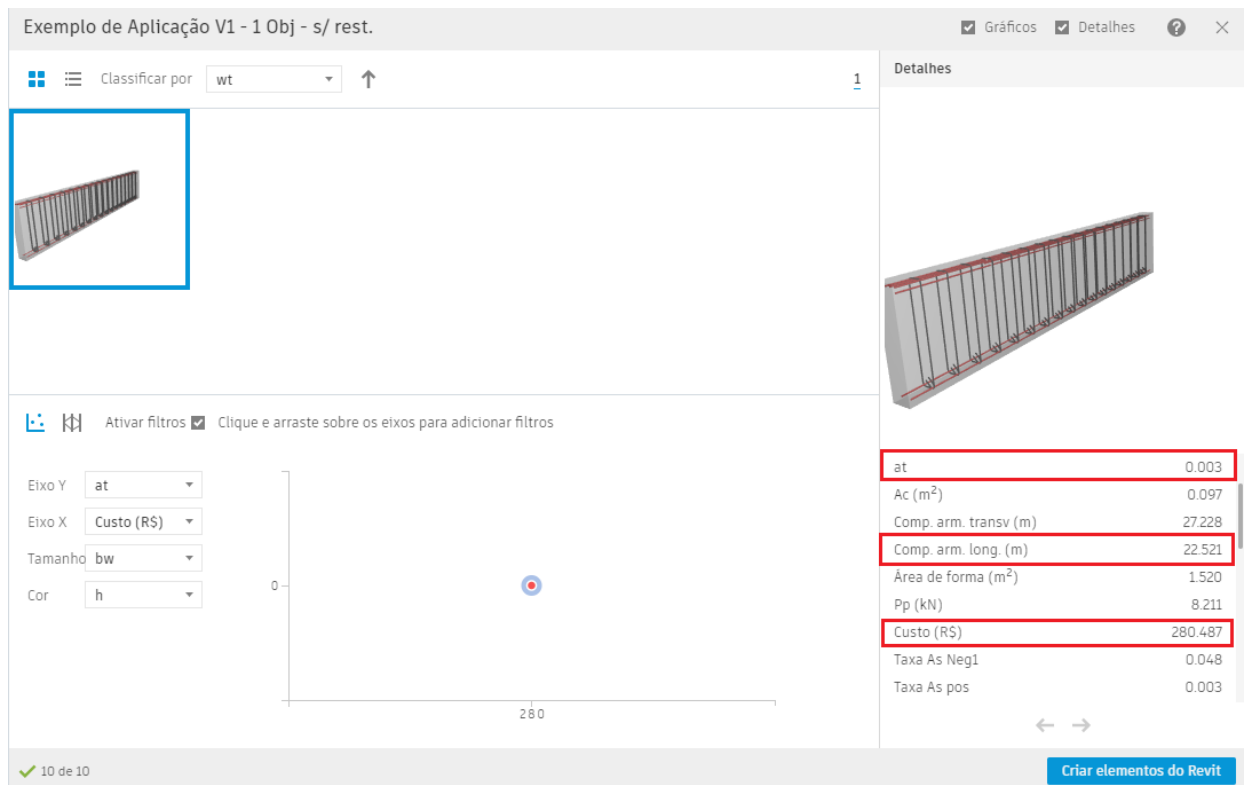 Exemplo de Aplicação V1 - 1 Obj - s/ rest.
Gráficos Detalhes ?
Classificar por wt 1
Detalhes
Ativar filtros Clique e arraste sobre os eixos para adicionar filtros
Eixo Y at
Eixo X Custo (R$)
Tamanho bw
Cor h
0
280
at 0.003
Ac (m²) 0.097
Comp. arm. transv (m) 27.228
Comp. arm. long. (m) 22.521
Área de forma (m²) 1.520
Pp (kN) 8.211
Custo (R$) 280.487
Taxa As Neg1 0.048
Taxa As pos 0.003
10 de 10
Criar elementos do Revit